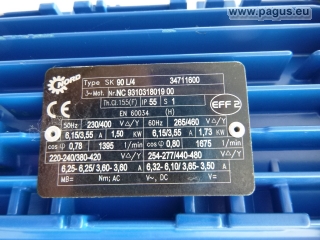 www.pagus.eu
NORD
Type SK 90 L/4 34711600
3~Mot. Nr. NC 9310318019 00
Th.Cl.155(F) IP 55 S 1
EN 60034 (H)
EFF 2
CE
50Hz 230/400 V△/Y 60Hz 265/460 V△/Y
6,15/3,55 A 1,50 KW 6,15/3,55 A 1,73 KW
cos φ 0,78 1395 l/min cos φ 0,80 1675 l/min
220-240/380-420 V△/Y 254-277/440-480 V△/Y
6,25-6,25/3,60-3,60 A 6,32-6,10/3,65-3,50 A
MB= Nm; AC V~, DC V=